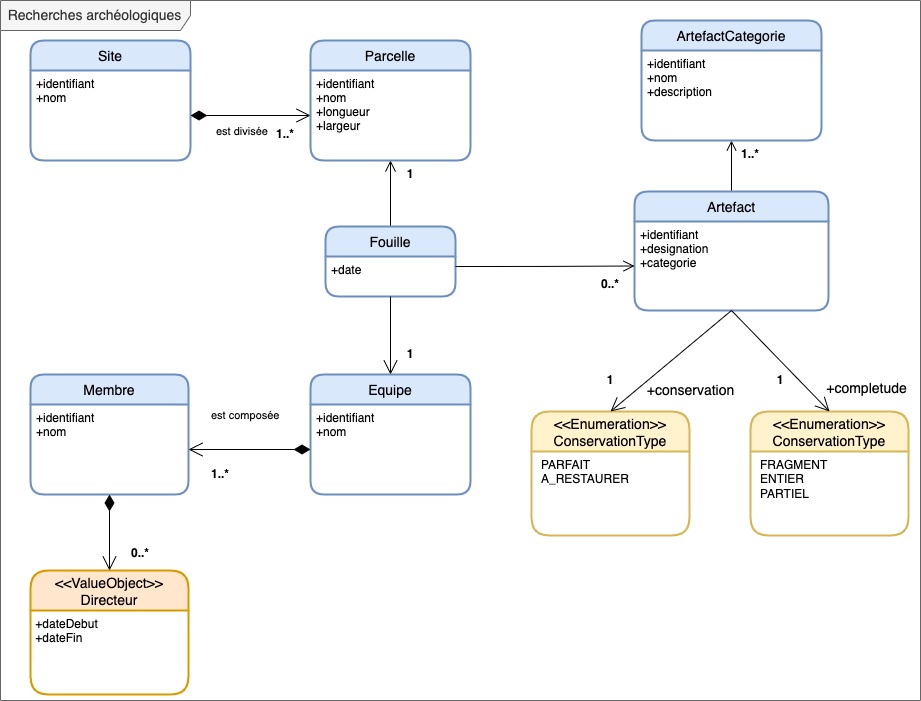 Recherches archéologiques
Site
+identifiant
+nom
est divisée
1..*
Parcelle
+identifiant
+nom
+longueur
+largeur
ArtefactCategorie
+identifiant
+nom
+description
1..*
1
Fouille
+date
0..*
Artefact
+identifiant
+designation
+categorie
1
Membre
+identifiant
+nom
est composée
1..*
Equipe
+identifiant
+nom
1
+conservation
1
+completude
<<Enumeration>>
ConservationType
PARFAIT
A_RESTAURER
<<Enumeration>>
ConservationType
FRAGMENT
ENTIER
PARTIEL
0..*
<<ValueObject>>
Directeur
+dateDebut
+dateFin